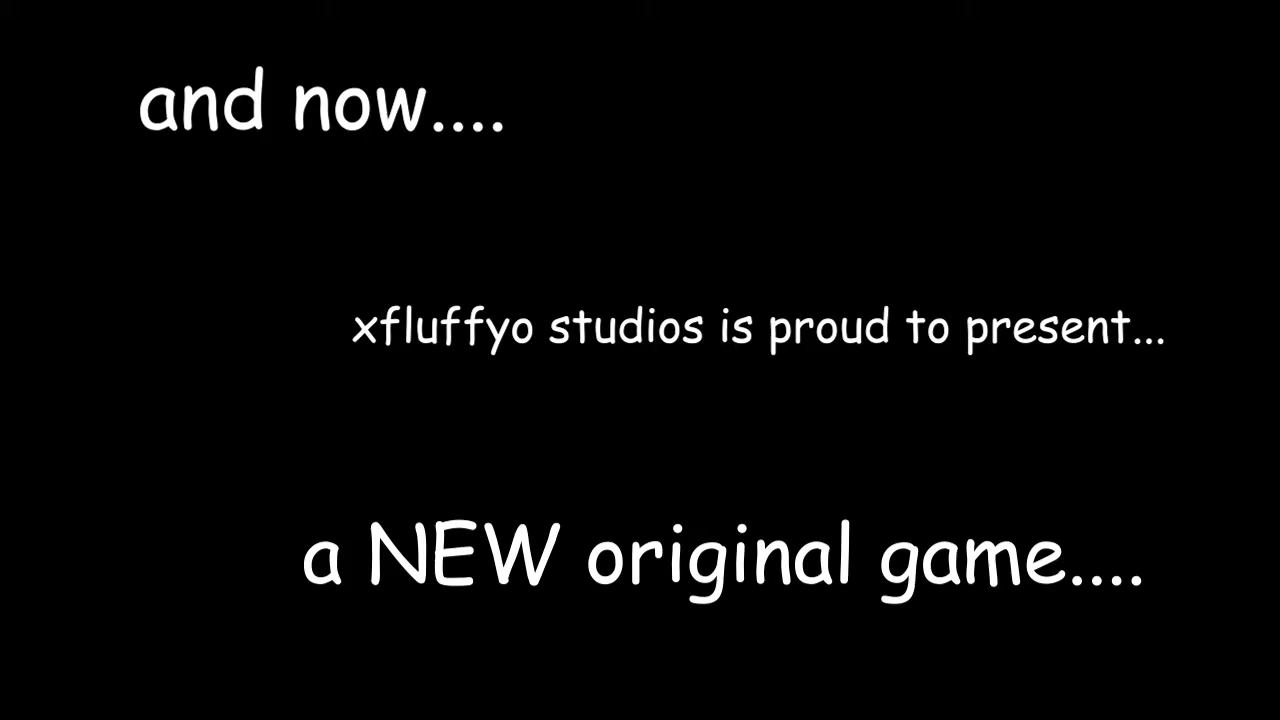 and now....
xfluffyo studios is proud to present...
a NEW original game....